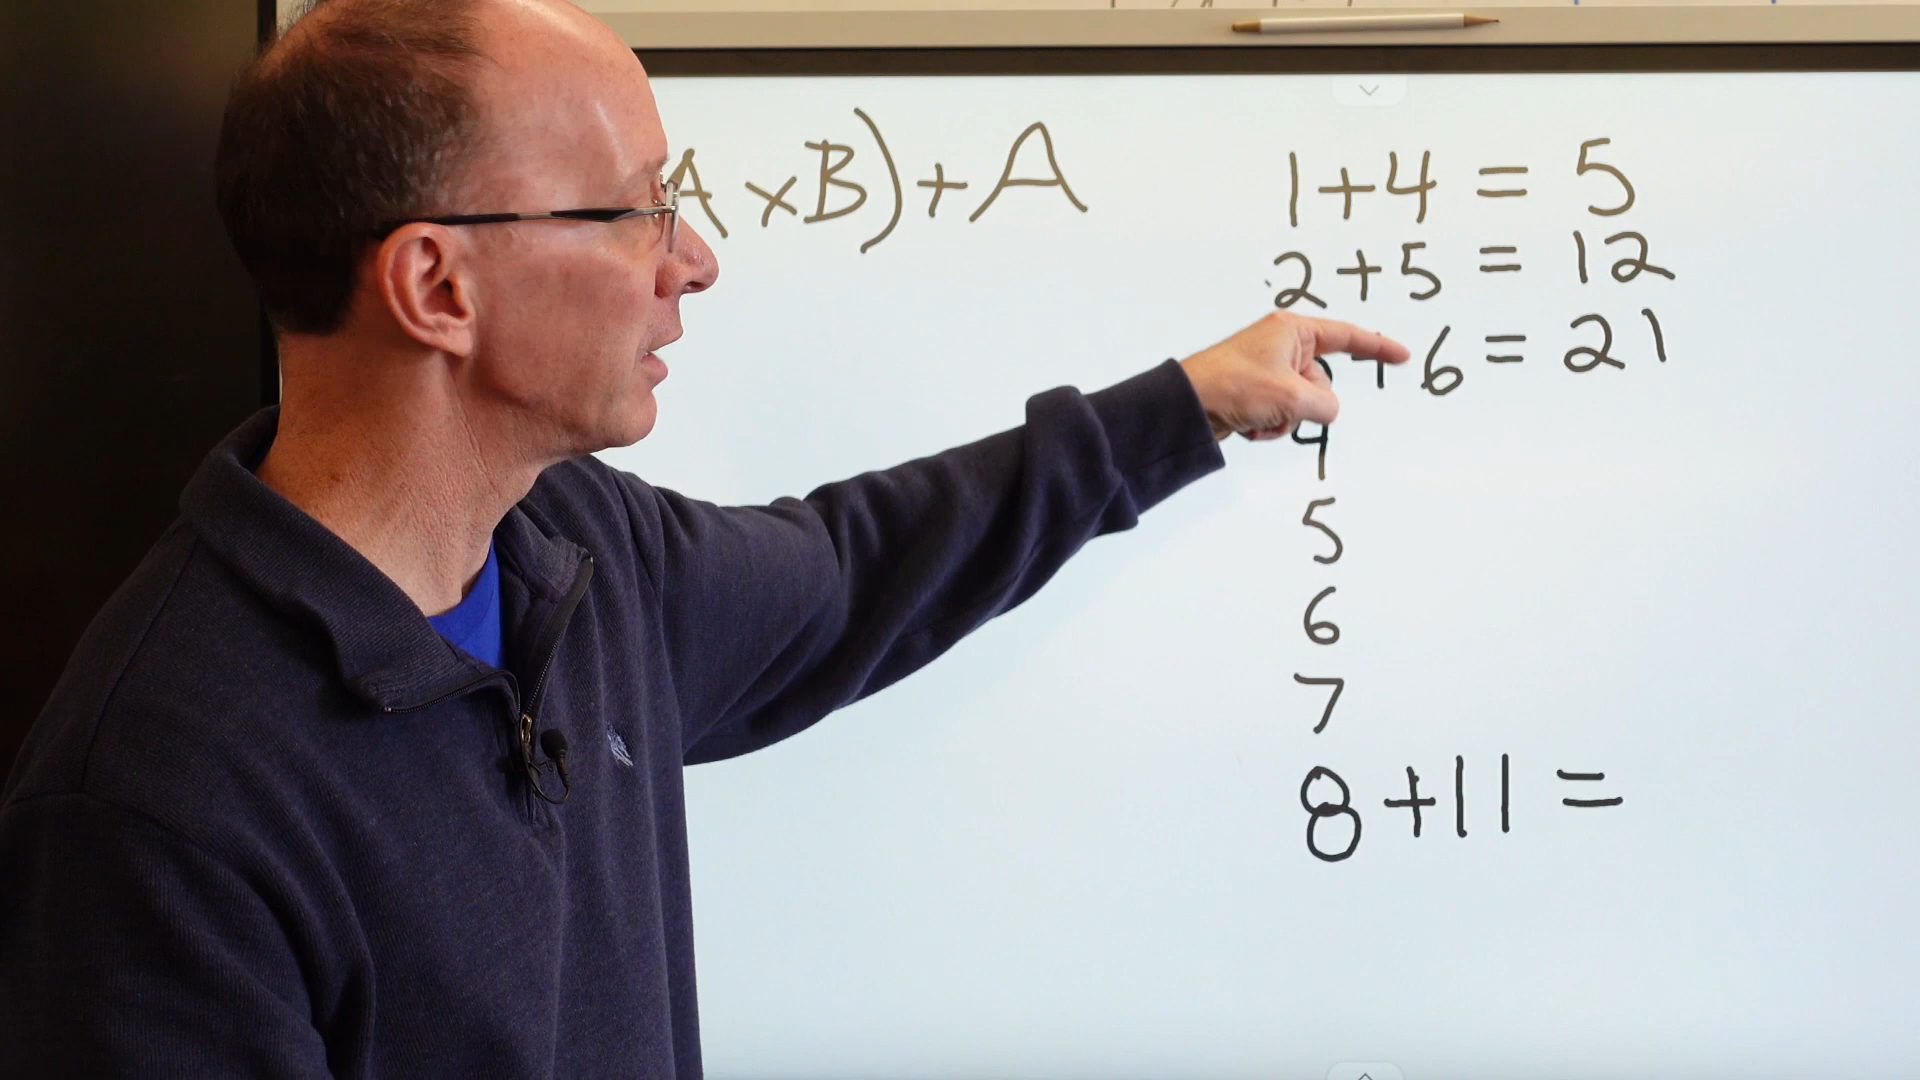 A × B) + A
1 + 4 = 5
2 + 5 = 12
+ 6 = 21
4
5
6
7
8 + 11 =